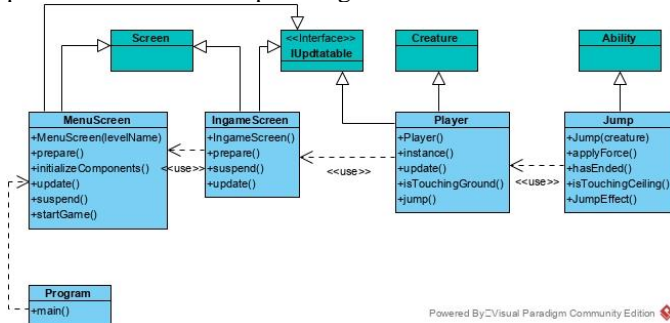 Screen
<<Interface>>
IUpdtatable
Creature
Ability
MenuScreen
+MenuScreen(levelName)
+prepare()
+initializeComponents()
+update()
+suspend()
+startGame()
<<use>>
IngameScreen
+IngameScreen()
+prepare()
+suspend()
+update()
<<use>>
Player
+Player()
+instance()
+update()
+isTouchingGround()
+jump()
<<use>>
Jump
+Jump(creature)
+applyForce()
+hasEnded()
+isTouchingCeiling()
+JumpEffect()
Program
+main()
Powered By Visual Paradigm Community Edition